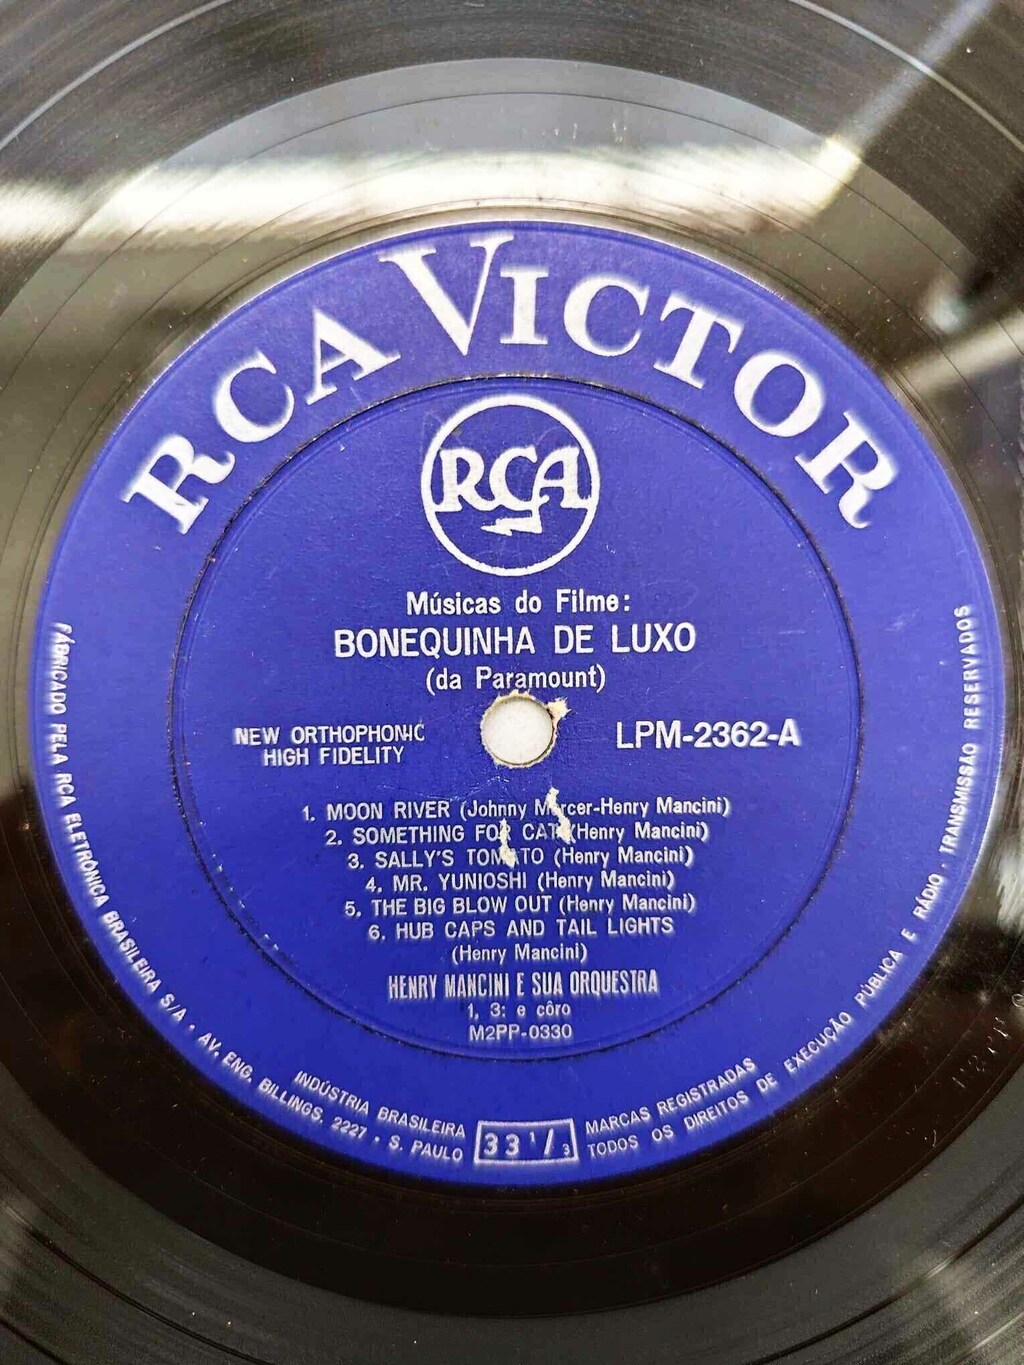 RCA VICTOR
RCA
Músicas do Filme:
BONEQUINHA DE LUXO
(da Paramount)
NEW ORTHOPHONIC
HIGH FIDELITY
LPM-2362-A
1. MOON RIVER (Johnny Mercer-Henry Mancini)
2. SOMETHING FOR CAT (Henry Mancini)
3. SALLY'S TOMATO (Henry Mancini)
4. MR. YUNIOSHI (Henry Mancini)
5. THE BIG BLOW OUT (Henry Mancini)
6. HUB CAPS AND TAIL LIGHTS
(Henry Mancini)
HENRY MANCINI E SUA ORQUESTRA
1, 3: e côro
M2PP-0330
FABRICADO PELA RCA ELETRÔNICA BRASILEIRA S/A · AV. ENG. BILLINGS, 2227 · S. PAULO
INDÚSTRIA BRASILEIRA
33 1/3
MARCAS REGISTRADAS
TODOS OS DIREITOS DE EXECUÇÃO PÚBLICA E RÁDIO · TRANSMISSÃO RESERVADOS